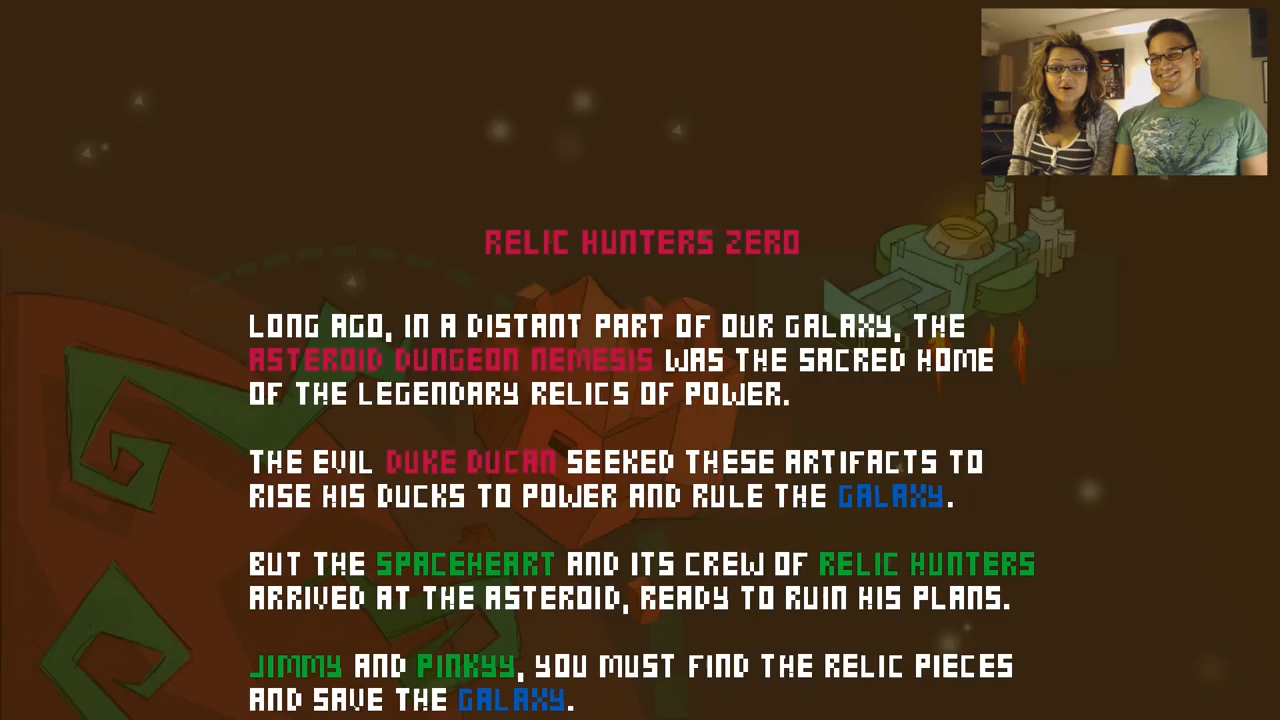 RELIC HUNTERS ZERO
LONG AGO, IN A DISTANT PART OF OUR GALAXY, THE
ASTEROID DUNGEON NEMESIS WAS THE SACRED HOME
OF THE LEGENDARY RELICS OF POWER.
THE EVIL DUKE DUCAN SEEKED THESE ARTIFACTS TO
RISE HIS DUCKS TO POWER AND RULE THE GALAXY.
BUT THE SPACEHEART AND ITS CREW OF RELIC HUNTERS
ARRIVED AT THE ASTEROID, READY TO RUIN HIS PLANS.
JIMMY AND PINKYY, YOU MUST FIND THE RELIC PIECES
AND SAVE THE GALAXY.